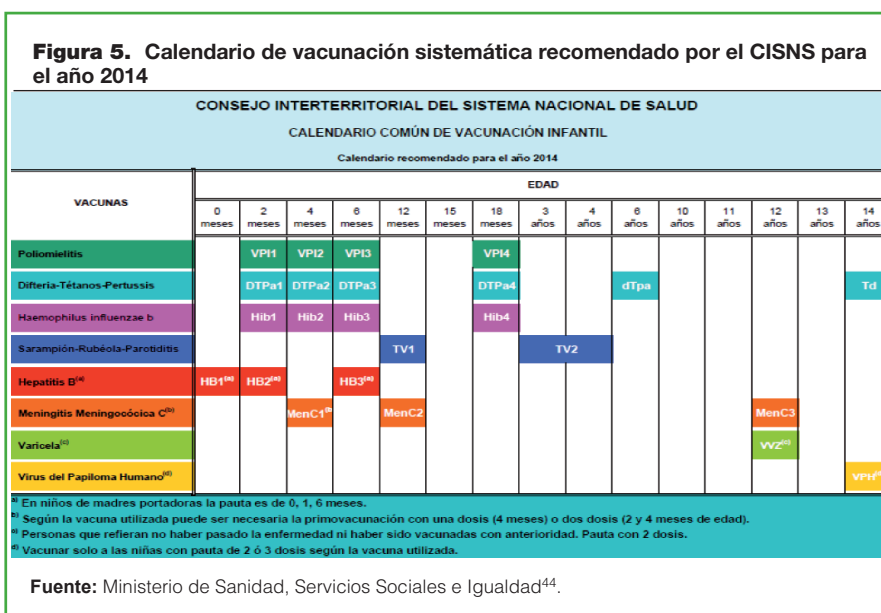 Figura 5. Calendario de vacunación sistemática recomendado por el CISNS para
el año 2014
CONSEJO INTERTERRITORIAL DEL SISTEMA NACIONAL DE SALUD
CALENDARIO COMÚN DE VACUNACIÓN INFANTIL
Calendario recomendado para el año 2014
VACUNAS
EDAD
0 meses 2 meses 4 meses 6 meses 12 meses 15 meses 18 meses 3 años 4 años 6 años 10 años 11 años 12 años 13 años 14 años
Poliomielitis VPI1 VPI2 VPI3 VPI4
Difteria-Tétanos-Pertussis DTPa1 DTPa2 DTPa3 DTPa4 dTpa Td
Haemophilus influenzae b Hib1 Hib2 Hib3 Hib4
Sarampión-Rubéola-Parotiditis TV1 TV2
Hepatitis B(a) HB1(a) HB2(a) HB3(a)
Meningitis Meningocócica C(b) MenC1(b MenC2 MenC3
Varicela(c) VVZ(c)
Virus del Papiloma Humano(d) VPH(d
a) En niños de madres portadoras la pauta es de 0, 1, 6 meses.
b) Según la vacuna utilizada puede ser necesaria la primovacunación con una dosis (4 meses) o dos dosis (2 y 4 meses de edad).
c) Personas que refieran no haber pasado la enfermedad ni haber sido vacunadas con anterioridad. Pauta con 2 dosis.
d) Vacunar solo a las niñas con pauta de 2 ó 3 dosis según la vacuna utilizada.
Fuente: Ministerio de Sanidad, Servicios Sociales e Igualdad44.